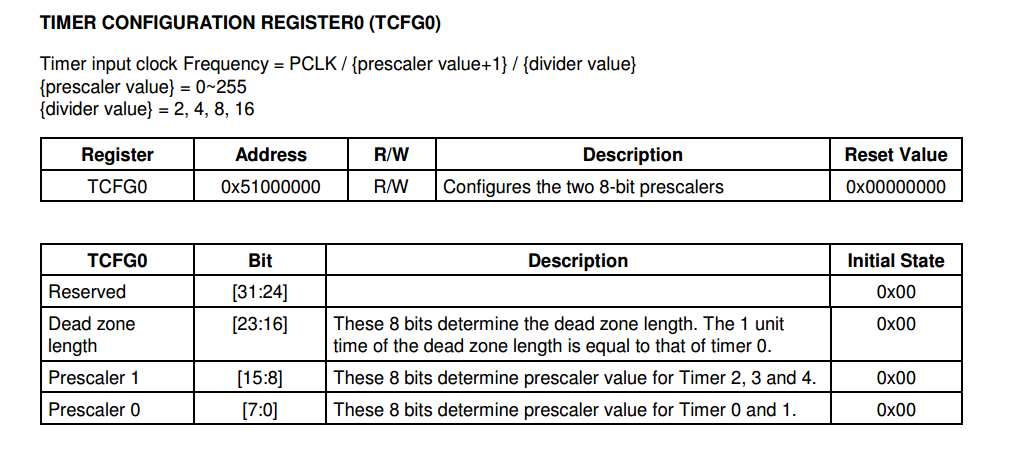 TIMER CONFIGURATION REGISTER0 (TCFG0)
Timer input clock Frequency = PCLK / {prescaler value+1} / {divider value}
{prescaler value} = 0~255
{divider value} = 2, 4, 8, 16
Register Address R/W Description Reset Value
TCFG0 0x51000000 R/W Configures the two 8-bit prescalers 0x00000000
TCFG0 Bit Description Initial State
Reserved [31:24] 0x00
Dead zone [23:16] These 8 bits determine the dead zone length. The 1 unit 0x00
length time of the dead zone length is equal to that of timer 0.
Prescaler 1 [15:8] These 8 bits determine prescaler value for Timer 2, 3 and 4. 0x00
Prescaler 0 [7:0] These 8 bits determine prescaler value for Timer 0 and 1. 0x00